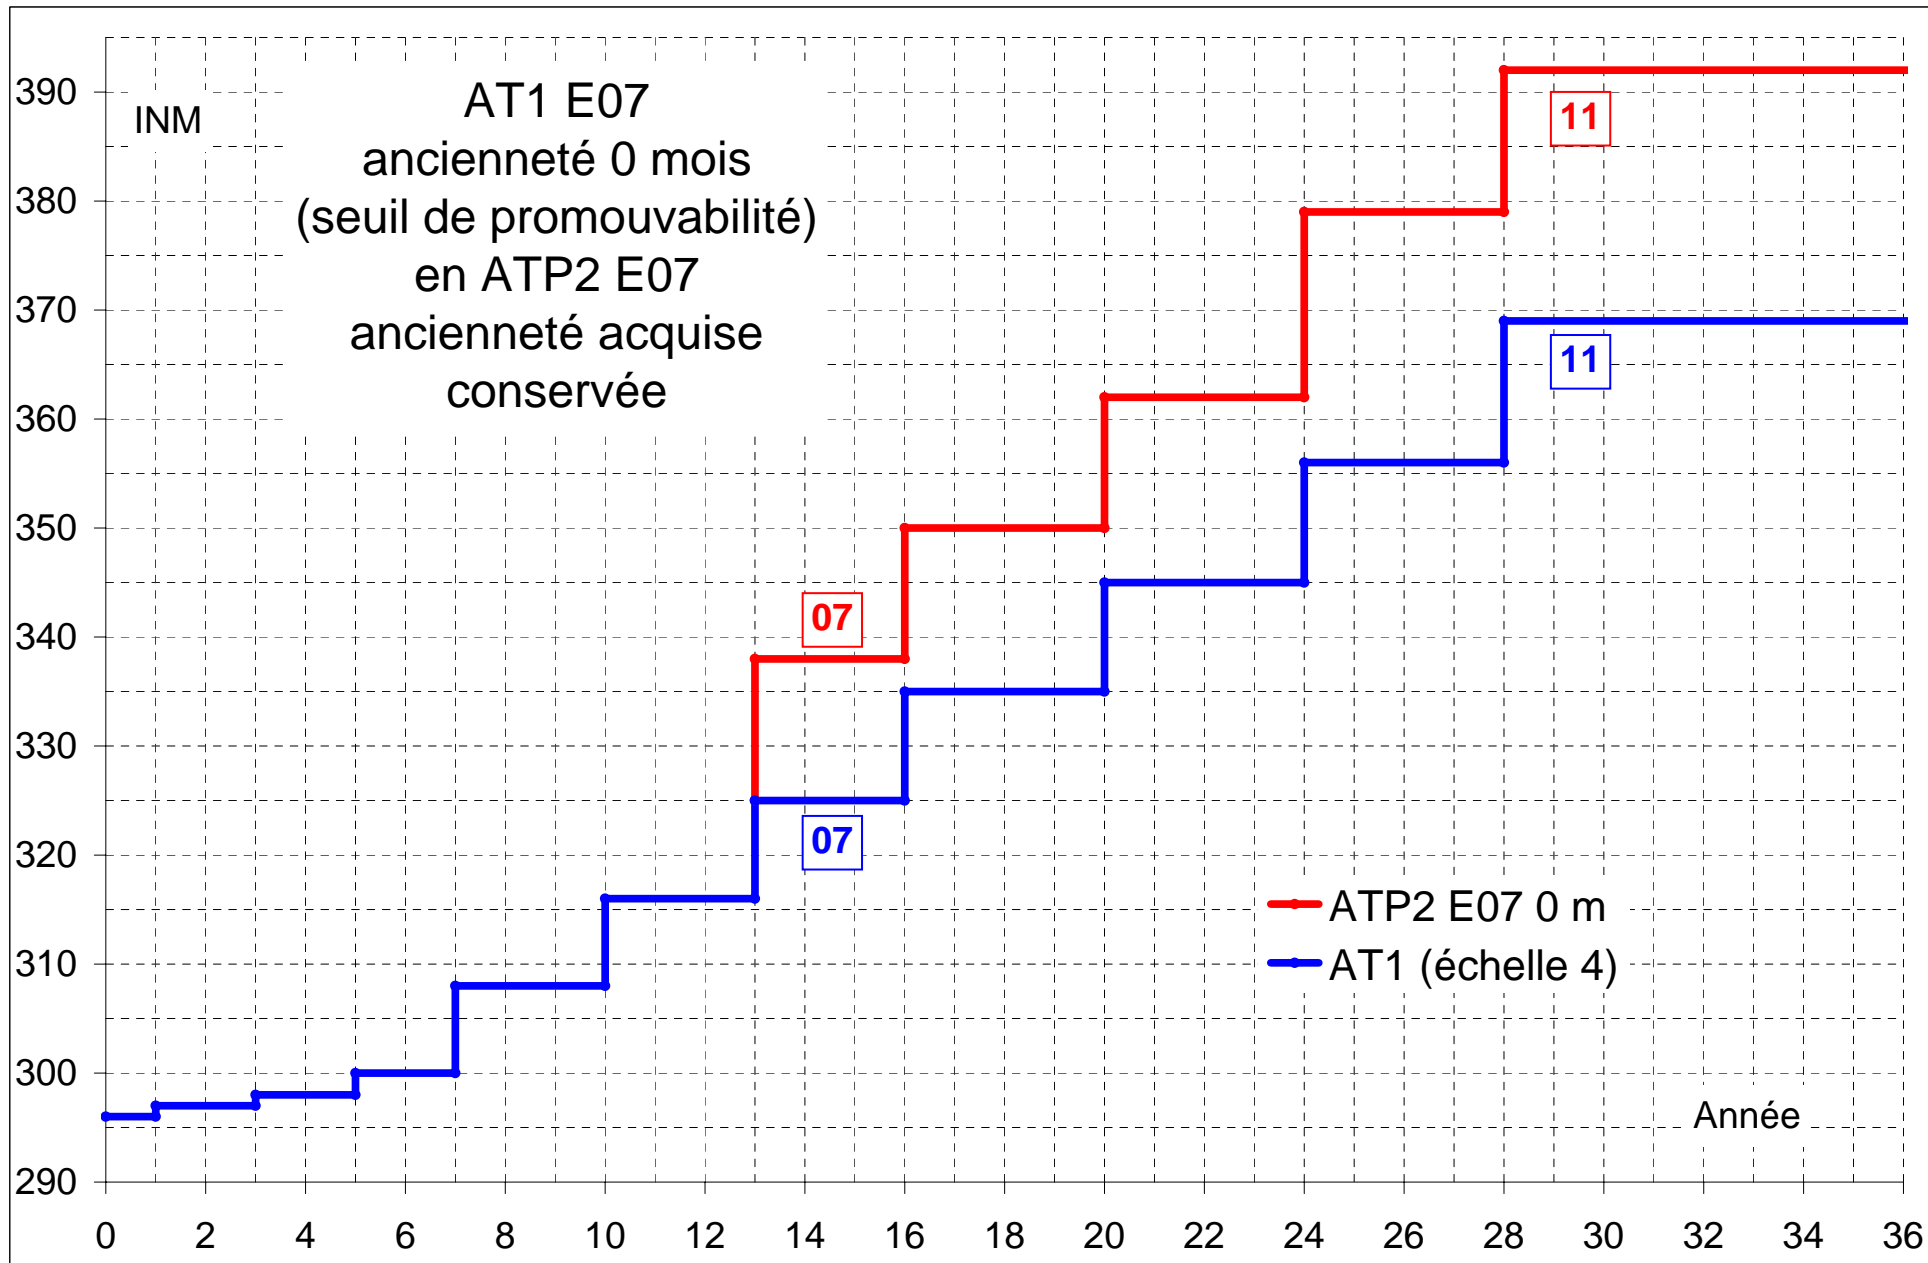 INM
AT1 E07
ancienneté 0 mois
(seuil de promouvabilité)
en ATP2 E07
ancienneté acquise
conservée
390
380
370
360
350
340
330
320
310
300
290
11
11
07
07
ATP2 E07 0 m
AT1 (échelle 4)
Année
0 2 4 6 8 10 12 14 16 18 20 22 24 26 28 30 32 34 36